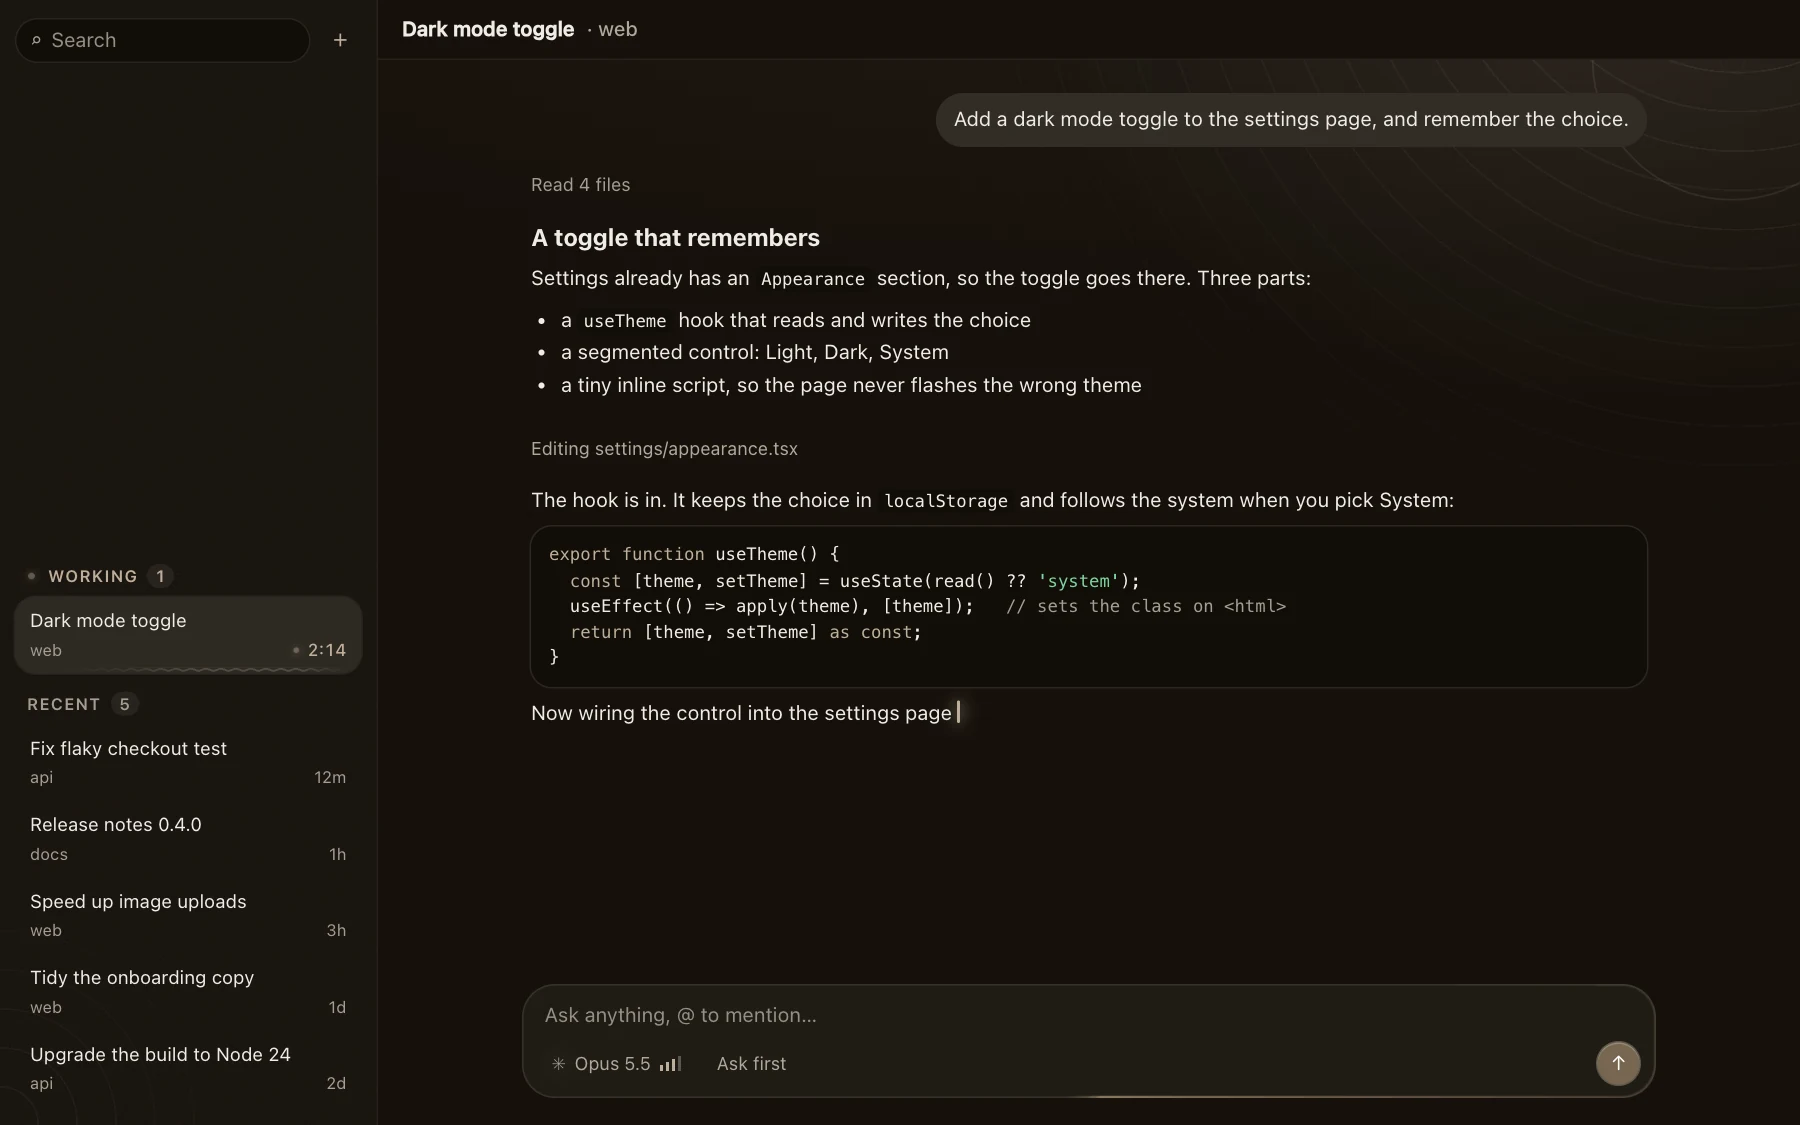 Search
+
WORKING 1
Dark mode toggle
web 2:14
RECENT 5
Fix flaky checkout test
api 12m
Release notes 0.4.0
docs 1h
Speed up image uploads
web 3h
Tidy the onboarding copy
web 1d
Upgrade the build to Node 24
api 2d
Dark mode toggle · web
Add a dark mode toggle to the settings page, and remember the choice.
Read 4 files
A toggle that remembers
Settings already has an Appearance section, so the toggle goes there. Three parts:
• a useTheme hook that reads and writes the choice
• a segmented control: Light, Dark, System
• a tiny inline script, so the page never flashes the wrong theme
Editing settings/appearance.tsx
The hook is in. It keeps the choice in localStorage and follows the system when you pick System:
export function useTheme() {
  const [theme, setTheme] = useState(read() ?? 'system');
  useEffect(() => apply(theme), [theme]);   // sets the class on <html>
  return [theme, setTheme] as const;
}
Now wiring the control into the settings page
Ask anything, @ to mention...
Opus 5.5 Ask first